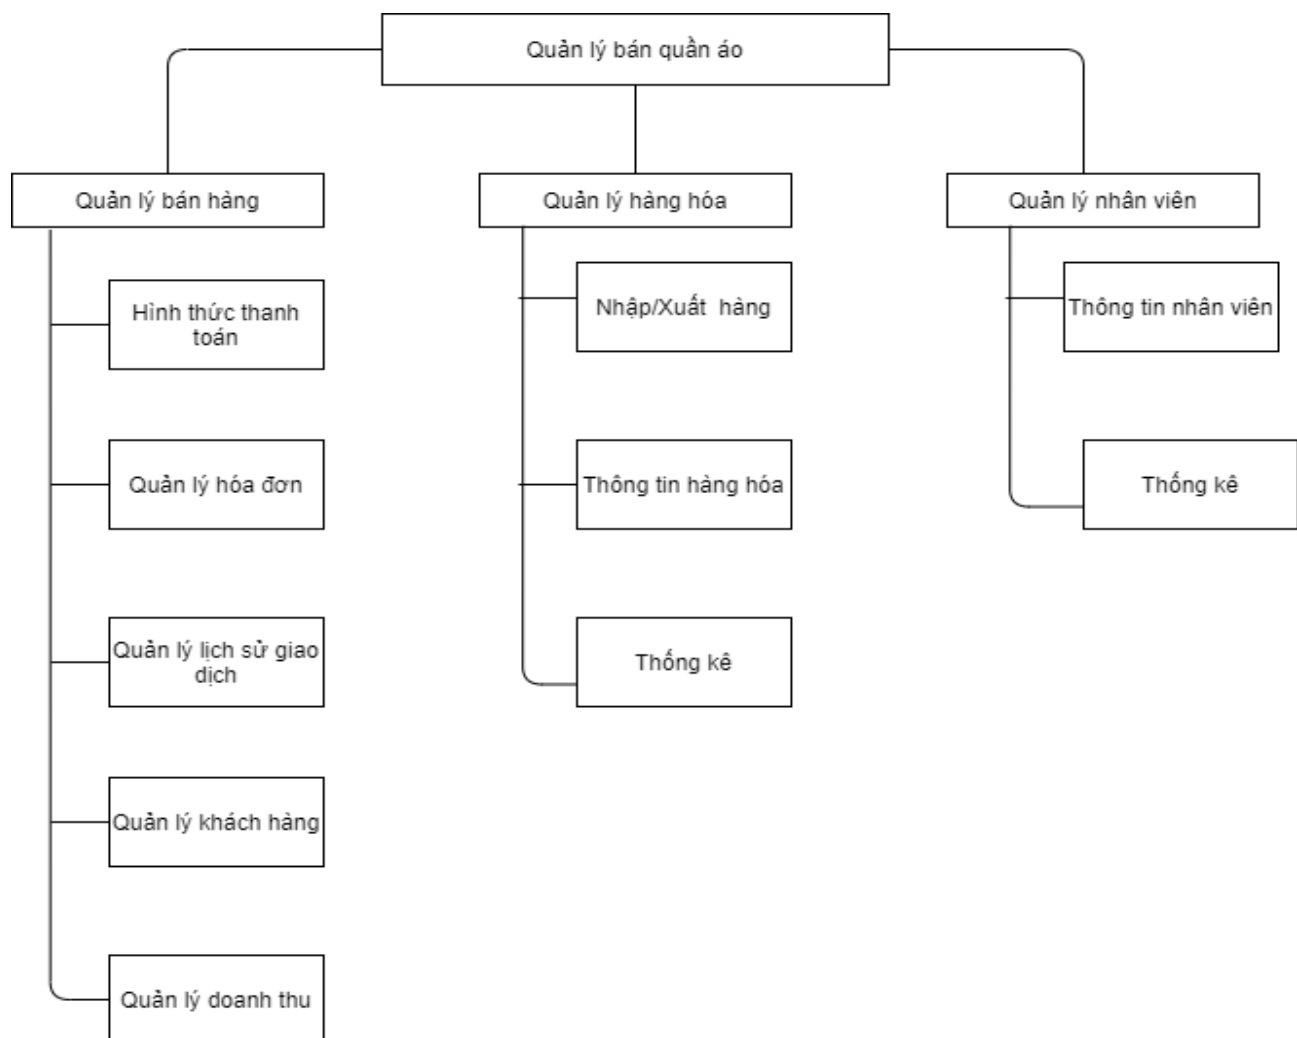 Quản lý bán quần áo
Quản lý bán hàng
Quản lý hàng hóa
Quản lý nhân viên
Hình thức thanh
toán
Quản lý hóa đơn
Quản lý lịch sử giao
dịch
Quản lý khách hàng
Quản lý doanh thu
Nhập/Xuất hàng
Thông tin hàng hóa
Thống kê
Thông tin nhân viên
Thống kê